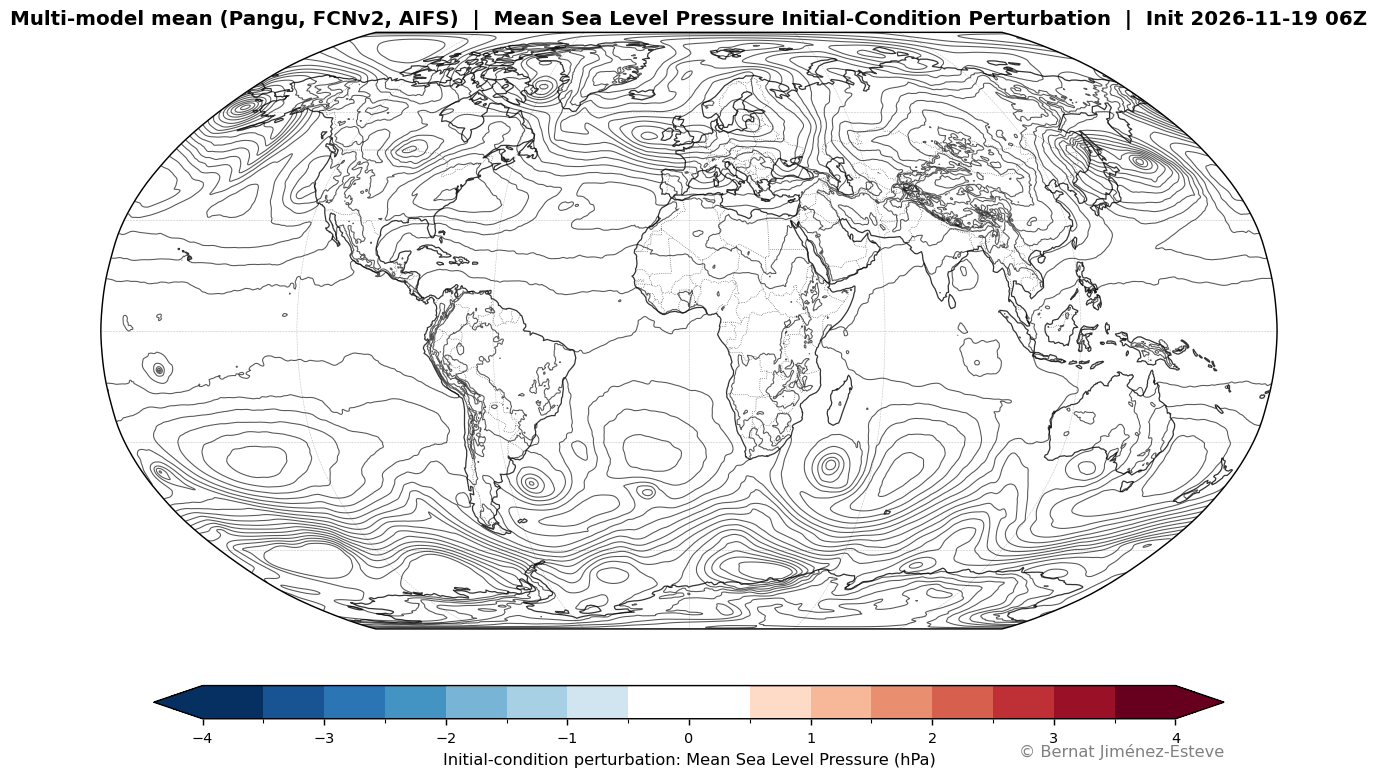 Multi-model mean (Pangu, FCNv2, AIFS)  |  Mean Sea Level Pressure Initial-Condition Perturbation  |  Init 2026-11-19 06Z
−4 −3 −2 −1 0 1 2 3 4
Initial-condition perturbation: Mean Sea Level Pressure (hPa)
© Bernat Jiménez-Esteve